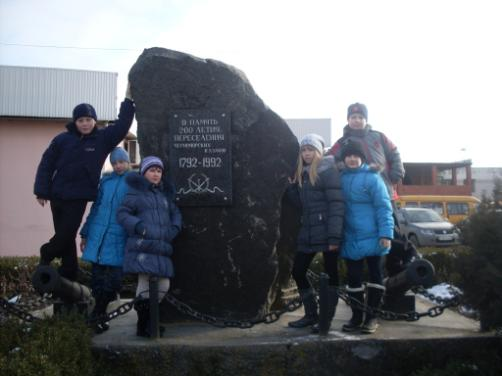 В ПАМЯТЬ
200 ЛЕТИЯ
ПЕРЕСЕЛЕНИЯ
ЧЕРНОМОРСКИХ
КАЗАКОВ
1792-1992